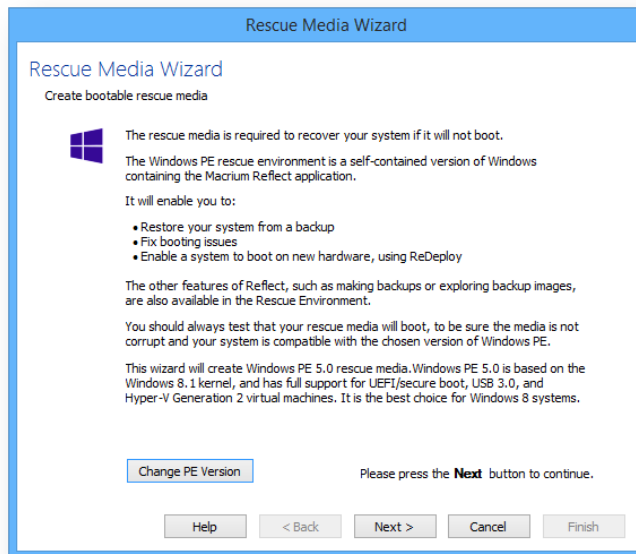 Rescue Media Wizard
Rescue Media Wizard
Create bootable rescue media
The rescue media is required to recover your system if it will not boot.
The Windows PE rescue environment is a self-contained version of Windows
containing the Macrium Reflect application.
It will enable you to:
• Restore your system from a backup
• Fix booting issues
• Enable a system to boot on new hardware, using ReDeploy
The other features of Reflect, such as making backups or exploring backup images,
are also available in the Rescue Environment.
You should always test that your rescue media will boot, to be sure the media is not
corrupt and your system is compatible with the chosen version of Windows PE.
This wizard will create Windows PE 5.0 rescue media.Windows PE 5.0 is based on the
Windows 8.1 kernel, and has full support for UEFI/secure boot, USB 3.0, and
Hyper-V Generation 2 virtual machines. It is the best choice for Windows 8 systems.
Change PE Version
Please press the Next button to continue.
Help
< Back
Next >
Cancel
Finish